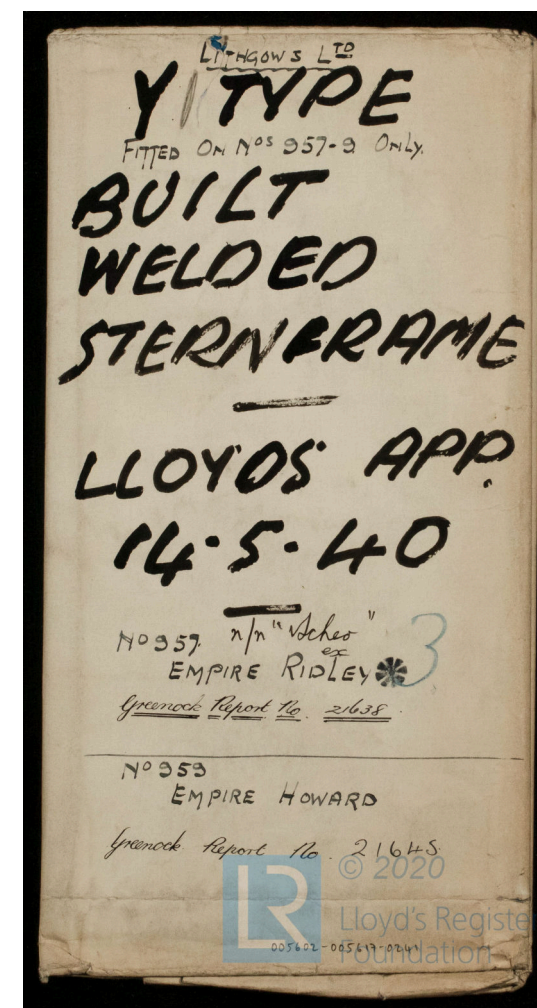 LITHGOWS LTD
Y TYPE
FITTED ON NOS 957-9 ONLY.
BUILT
WELDED
STERNFRAME
LLOYDS APP.
14·5·40
No 957. n/n "
"
ex
EMPIRE RIDLEY 3
Greenock Report No. 21638.
No 959
EMPIRE HOWARD
Greenock Report No. 21645
© 2020
LR
Lloyd's Registe
Foundation
005602-005617-0241